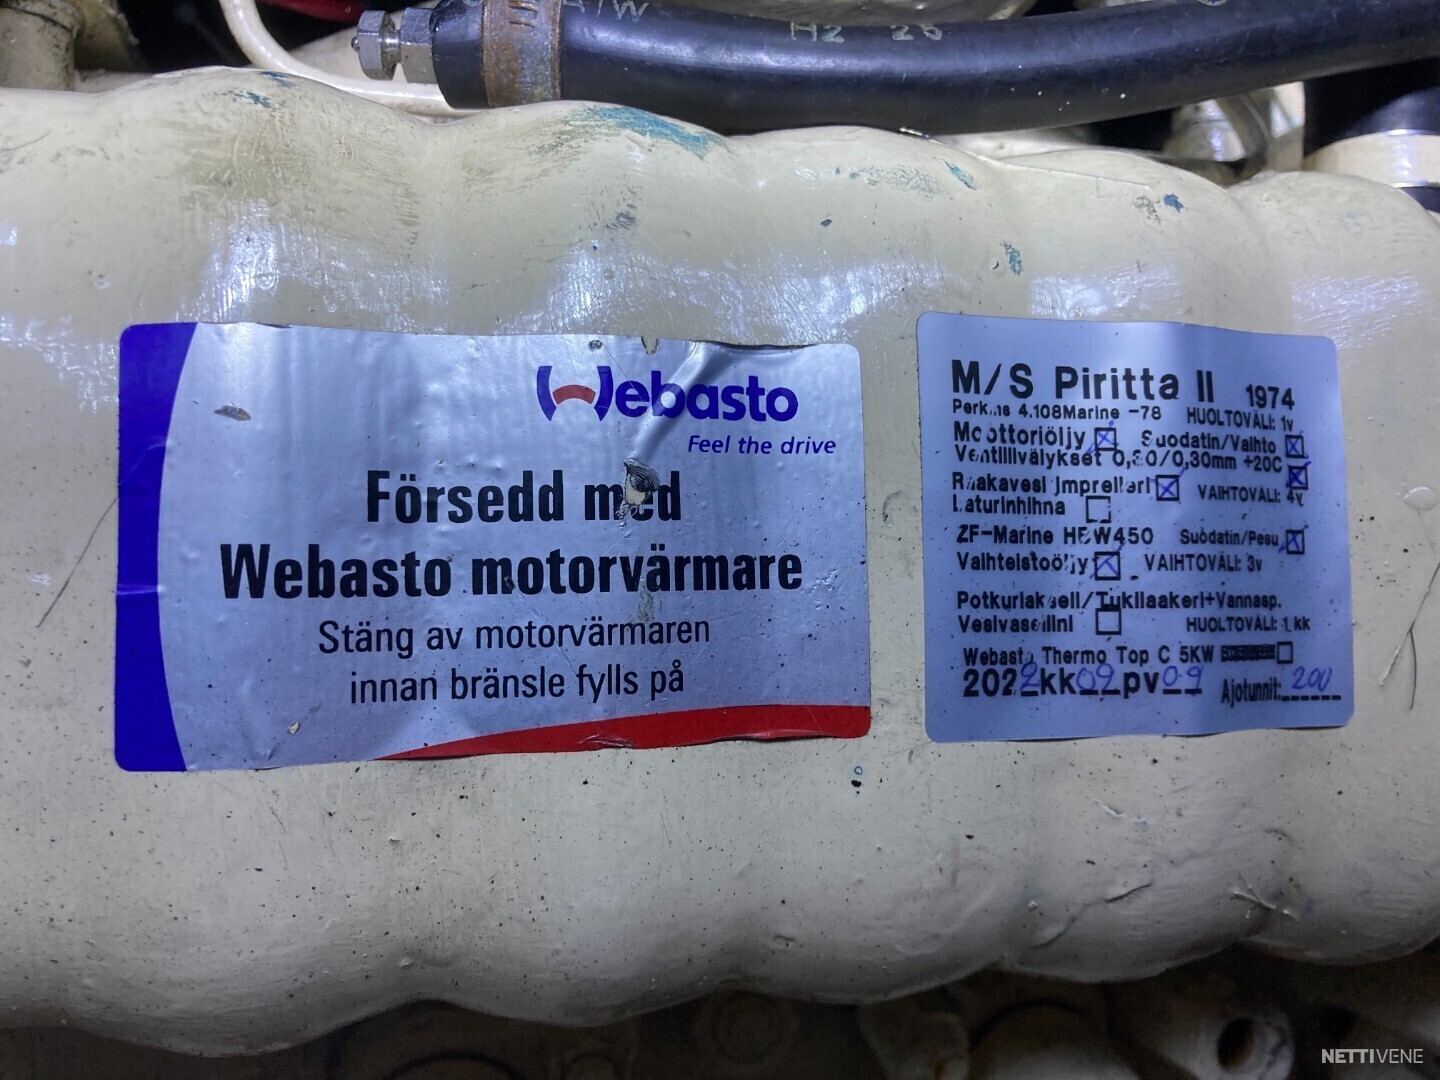 A/W
H2 20
Webasto
Feel the drive
Försedd med
Webasto motorvärmare
Stäng av motorvärmaren
innan bränsle fylls på
M/S Piritta II 1974
Perkins 4.108Marine -78 HUOLTOVÄLI: 1v
Moottoriöljy Suodatin/Vaihto
Venttiilivälykset 0,30/0,30mm +20C
Raakavesi Impelleri VAIHTOVÄLI: 4v
Laturinhihna
ZF-Marine HBW450 Suodatin/Pesu
Vaihteistoöljy VAIHTOVÄLI: 3v
Potkuriakseli/Tukilaakeri+Vannasp.
Vesivaseliini HUOLTOVÄLI: 1 kk
Webasto Thermo Top C 5KW
2022kk09pv09 Ajotunnit: 200
NETTIVENE